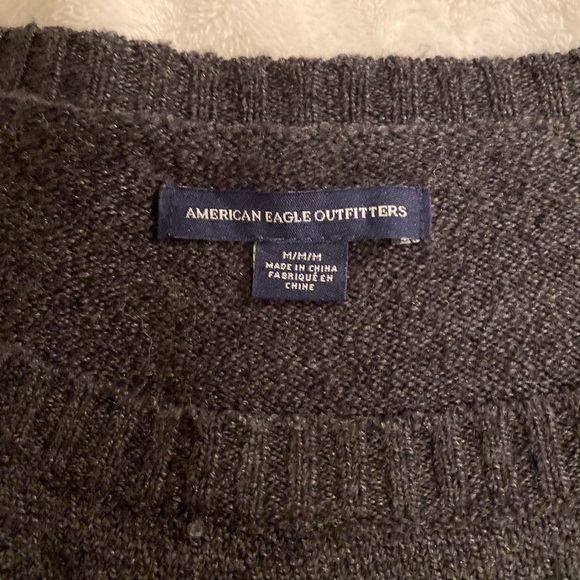 AMERICAN EAGLE OUTFITTERS
M/M/M
MADE IN CHINA
FABRIQUÉ EN
CHINE